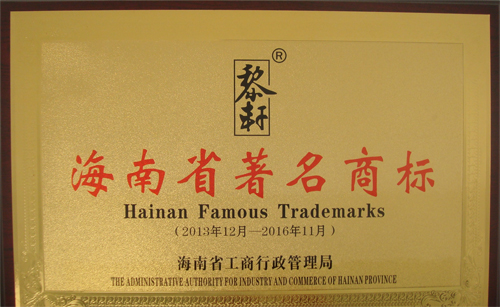 黎轩®
海南省著名商标
Hainan Famous Trademarks
（2013年12月—2016年11月）
海南省工商行政管理局
THE ADMINISTRATIVE AUTHORITY FOR INDUSTRY AND COMMERCE OF HAINAN PROVINCE